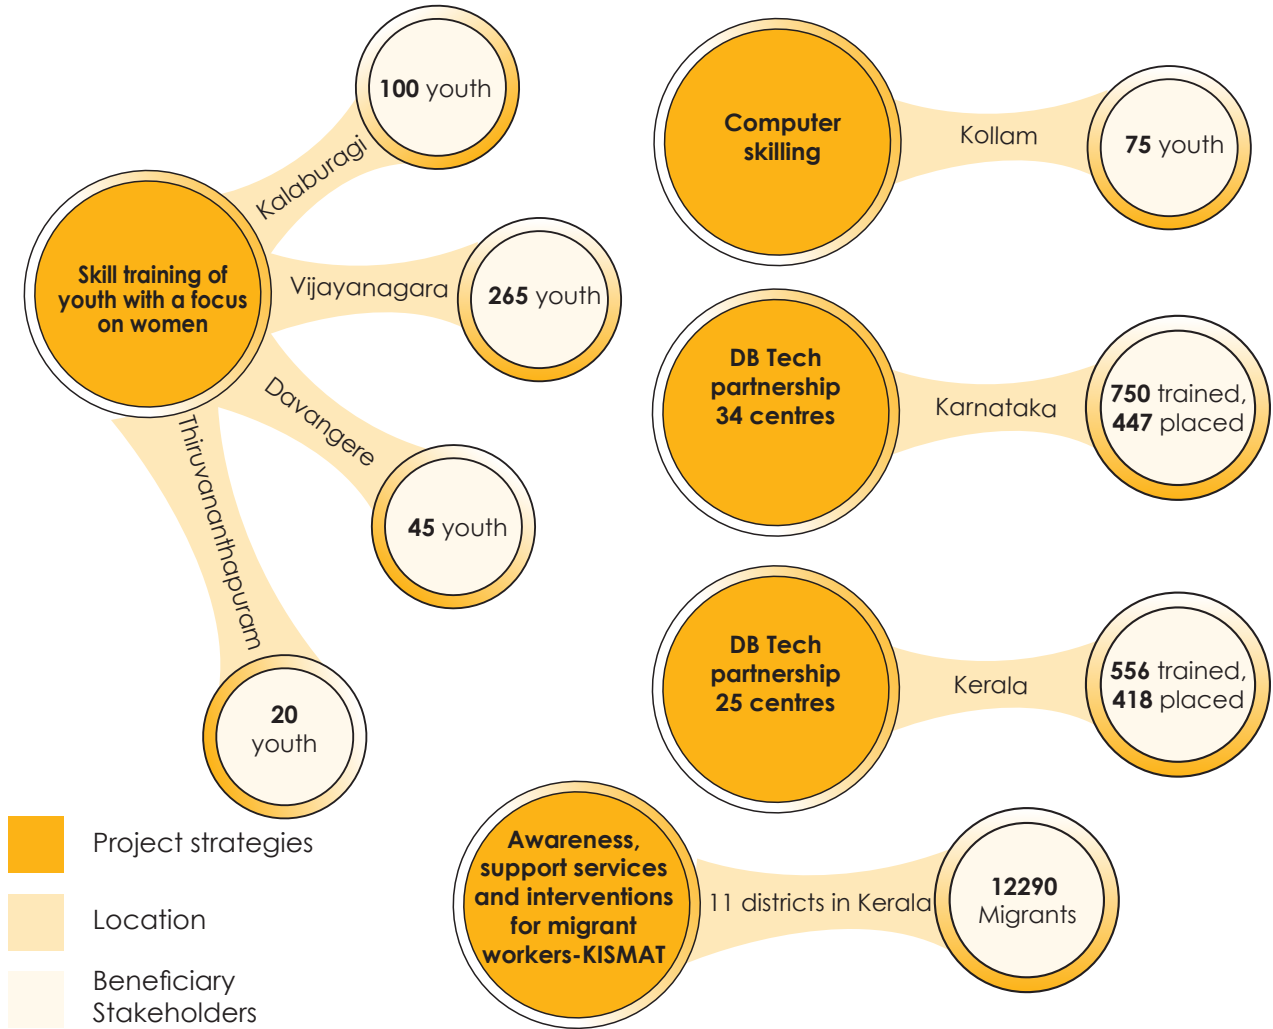 Skill training of
youth with a focus
on women
Kalaburagi
100 youth
Vijayanagara
265 youth
Davangere
45 youth
Thiruvananthapuram
20
youth
Computer
skilling
Kollam
75 youth
DB Tech
partnership
34 centres
Karnataka
750 trained,
447 placed
DB Tech
partnership
25 centres
Kerala
556 trained,
418 placed
Awareness,
support services
and interventions
for migrant
workers-KISMAT
11 districts in Kerala
12290
Migrants
Project strategies
Location
Beneficiary
Stakeholders